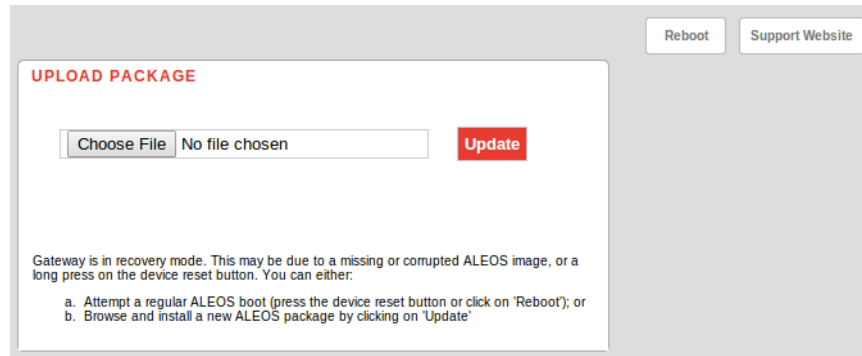 Reboot
Support Website
UPLOAD PACKAGE
Choose File No file chosen
Update
Gateway is in recovery mode. This may be due to a missing or corrupted ALEOS image, or a
long press on the device reset button. You can either:
a. Attempt a regular ALEOS boot (press the device reset button or click on 'Reboot'); or
b. Browse and install a new ALEOS package by clicking on 'Update'